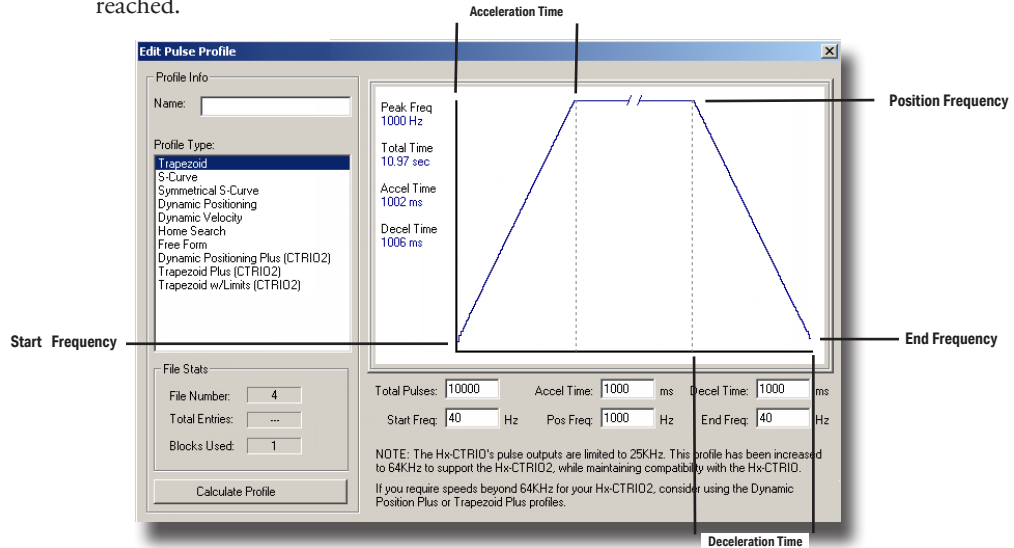 reached.
Acceleration Time
Edit Pulse Profile
Profile Info
Name:
Profile Type:
Trapezoid
S-Curve
Symmetrical S-Curve
Dynamic Positioning
Dynamic Velocity
Home Search
Free Form
Dynamic Positioning Plus (CTRIO2)
Trapezoid Plus (CTRIO2)
Trapezoid w/Limits (CTRIO2)
Peak Freq
1000 Hz
Total Time
10.97 sec
Accel Time
1002 ms
Decel Time
1006 ms
Position Frequency
Start Frequency
End Frequency
File Stats
File Number: 4
Total Entries: ---
Blocks Used: 1
Calculate Profile
Total Pulses: 10000 Accel Time: 1000 ms Decel Time: 1000 ms
Start Freq: 40 Hz Pos Freq: 1000 Hz End Freq: 40 Hz
NOTE: The Hx-CTRIO's pulse outputs are limited to 25KHz. This profile has been increased
to 64KHz to support the Hx-CTRIO2, while maintaining compatibility with the Hx-CTRIO.
If you require speeds beyond 64KHz for your Hx-CTRIO2, consider using the Dynamic
Position Plus or Trapezoid Plus profiles.
Deceleration Time